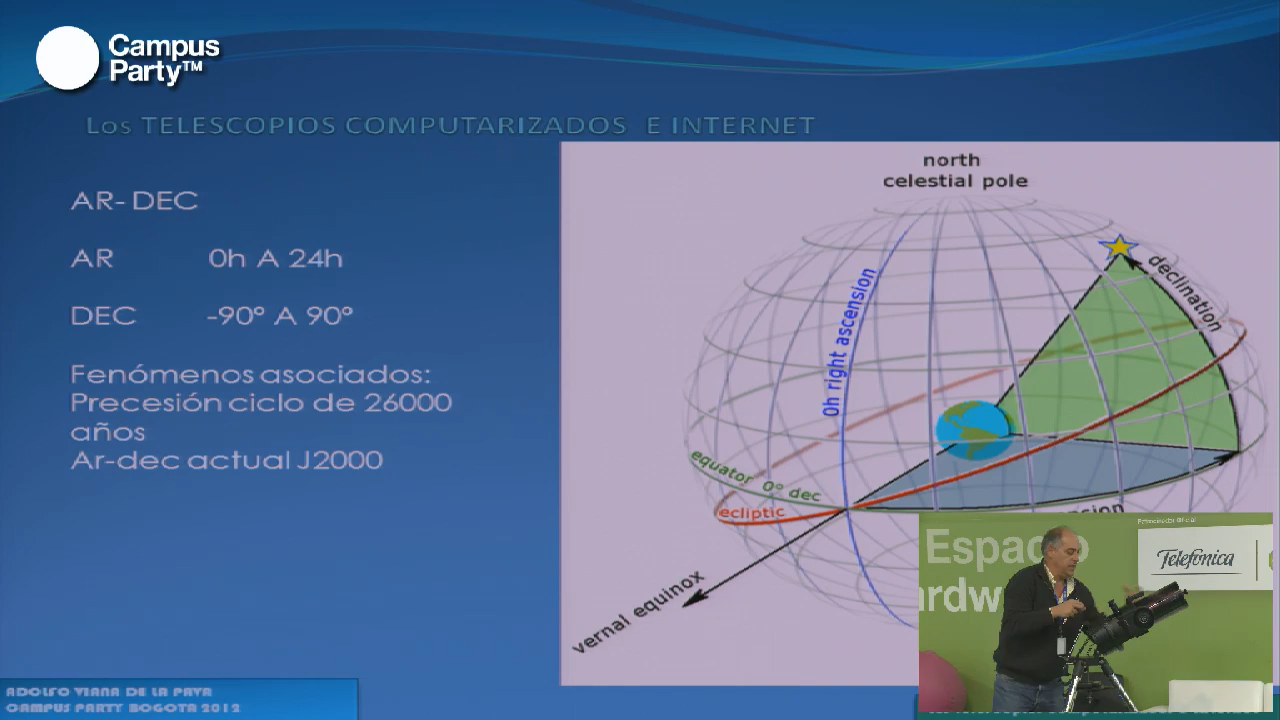 Campus
Party™
Los TELESCOPIOS COMPUTARIZADOS E INTERNET
AR- DEC
AR 0h A 24h
DEC -90° A 90°
Fenómenos asociados:
Precesión ciclo de 26000
años
Ar-dec actual J2000
north
celestial pole
declination
0h right ascension
equator 0° dec
ecliptic
vernal equinox
Espacio
Telefónica
ADOLFO VIANA DE LA PAVA
CAMPUS PARTY BOGOTA 2012